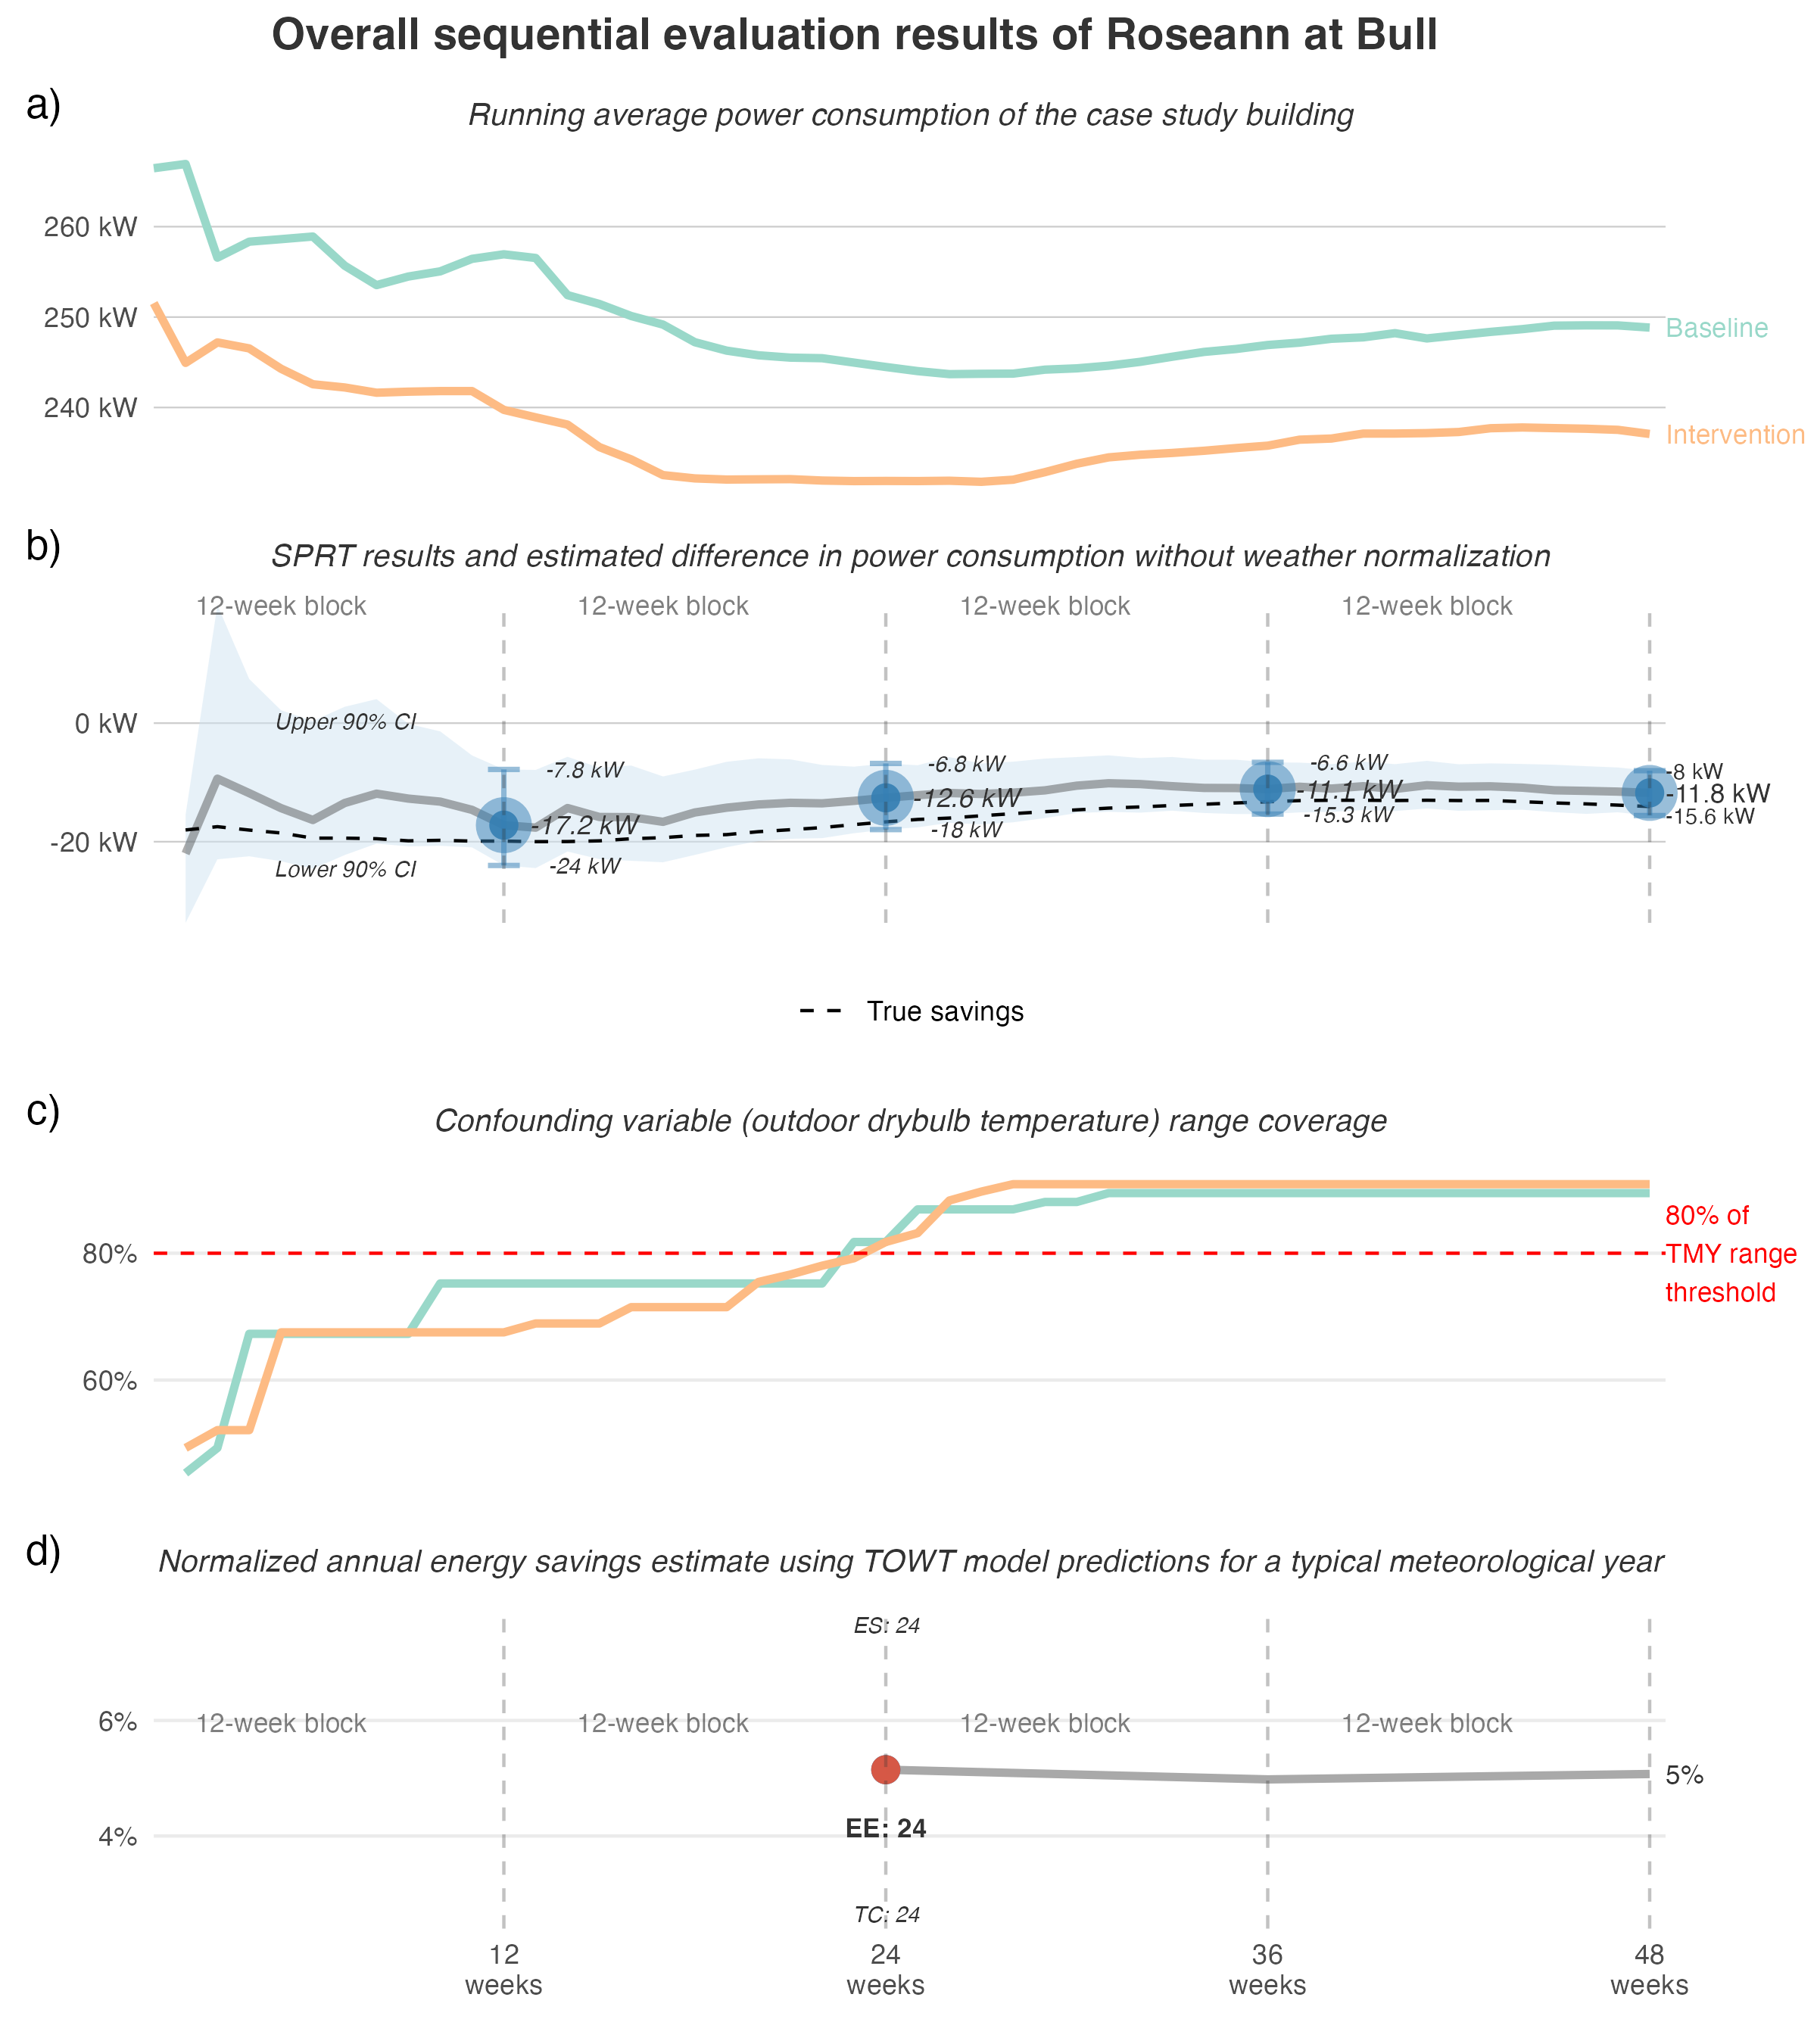 Overall sequential evaluation results of Roseann at Bull
a)
Running average power consumption of the case study building
260 kW
250 kW
240 kW
Baseline
Intervention
b)
SPRT results and estimated difference in power consumption without weather normalization
12-week block
12-week block
12-week block
12-week block
0 kW
-20 kW
Upper 90% CI
Lower 90% CI
-7.8 kW
-17.2 kW
-24 kW
-6.8 kW
-12.6 kW
-18 kW
-6.6 kW
-11.1 kW
-15.3 kW
-8 kW
-11.8 kW
-15.6 kW
True savings
c)
Confounding variable (outdoor drybulb temperature) range coverage
80%
60%
80% of
TMY range
threshold
d)
Normalized annual energy savings estimate using TOWT model predictions for a typical meteorological year
ES: 24
6%
12-week block
12-week block
12-week block
12-week block
5%
4%
EE: 24
TC: 24
12
weeks
24
weeks
36
weeks
48
weeks